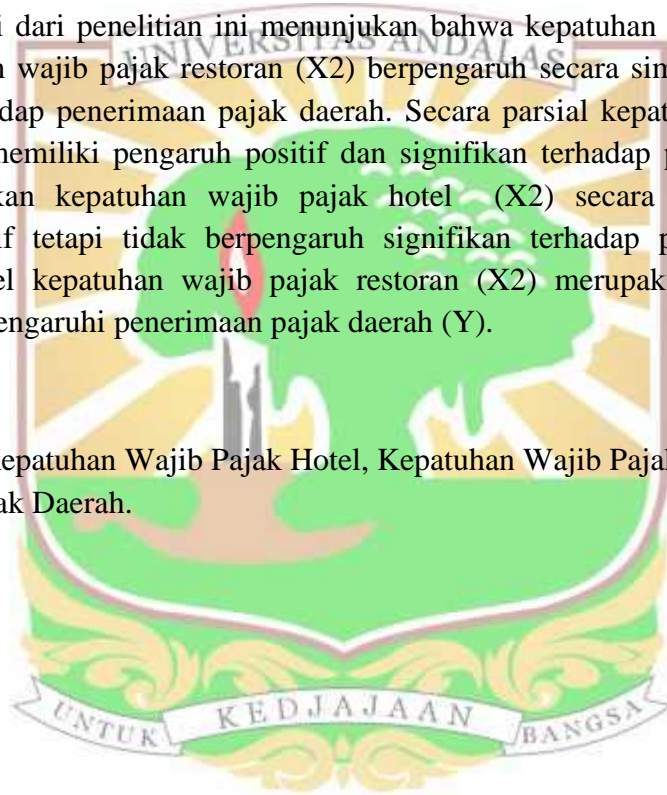 i dari penelitian ini menunjukan bahwa kepatuhan
UNIVERSITAS ANDALAS
n wajib pajak restoran (X2) berpengaruh secara sim
dap penerimaan pajak daerah. Secara parsial kepat
memiliki pengaruh positif dan signifikan terhadap p
kan kepatuhan wajib pajak hotel (X2) secara
if tetapi tidak berpengaruh signifikan terhadap p
el kepatuhan wajib pajak restoran (X2) merupak
engaruhi penerimaan pajak daerah (Y).
Kepatuhan Wajib Pajak Hotel, Kepatuhan Wajib Pajak
ak Daerah.
UNTUK KEDJAJAAN BANGSA